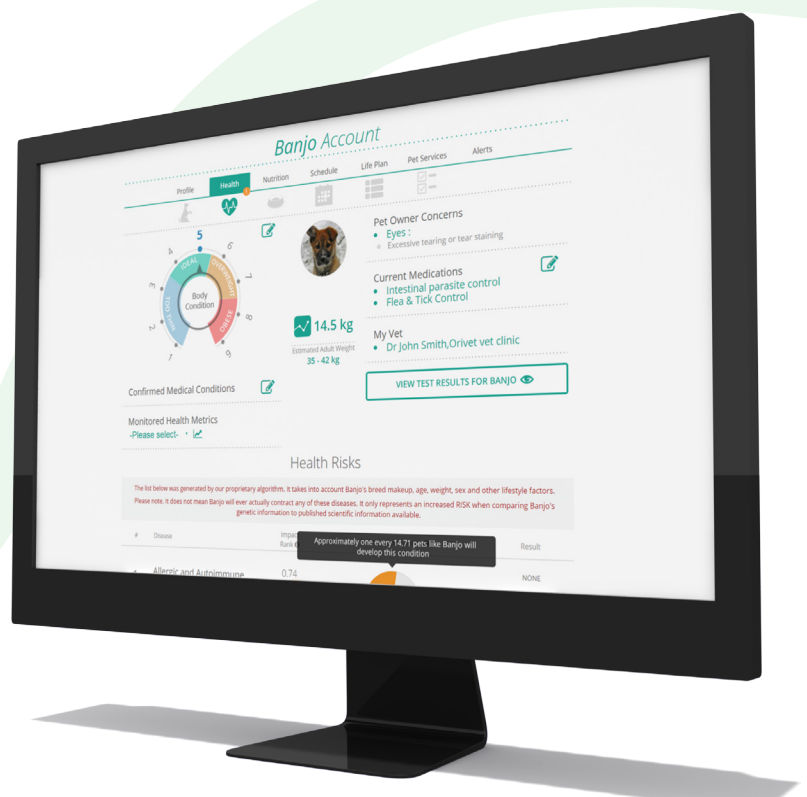 Banjo Account
Profile
Health
Nutrition
Schedule
Life Plan
Pet Services
Alerts
1
2
3
4
5
6
7
8
9
TOO THIN
IDEAL
OVERWEIGHT
OBESE
Body
Condition
Confirmed Medical Conditions
Monitored Health Metrics
-Please select-
14.5 kg
Estimated Adult Weight
35 - 42 kg
Pet Owner Concerns
Eyes :
Excessive tearing or tear staining
Current Medications
Intestinal parasite control
Flea & Tick Control
My Vet
Dr John Smith,Orivet vet clinic
VIEW TEST RESULTS FOR BANJO
Health Risks
The list below was generated by our proprietary algorithm. It takes into account Banjo's breed makeup, age, weight, sex and other lifestyle factors.
Please note. It does not mean Banjo will ever actually contract any of these diseases. It only represents an increased RISK when comparing Banjo's
genetic information to published scientific information available.
# Disease
Rank
Approximately one every 14.71 pets like Banjo will
develop this condition
Result
Allergic and Autoimmune
0.74
NONE